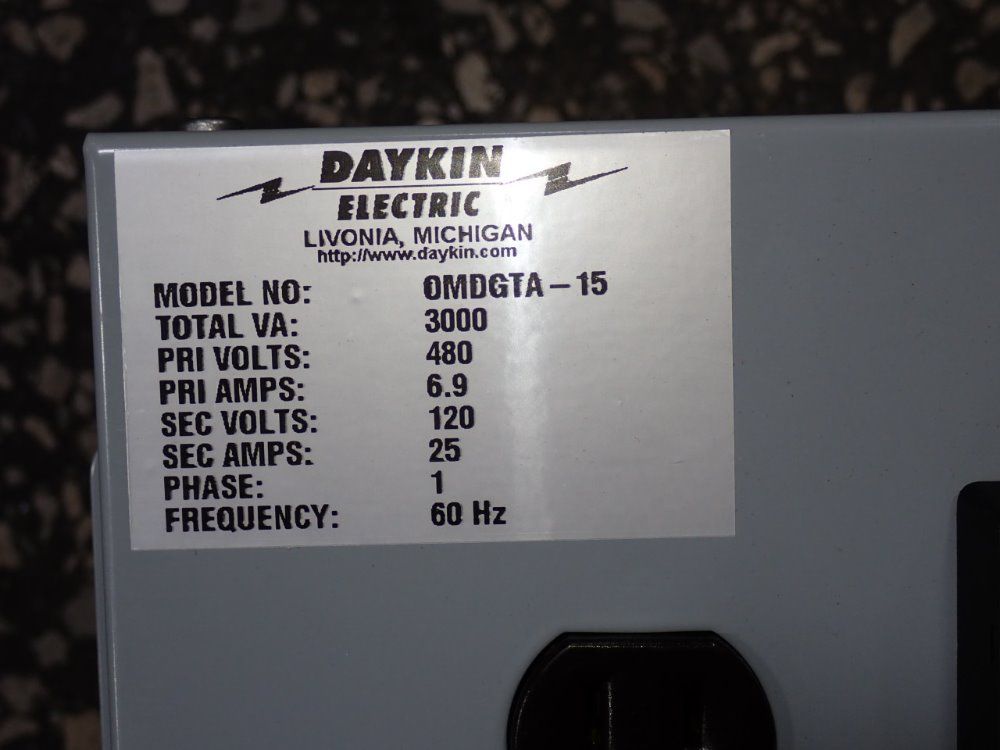 DAYKIN
ELECTRIC
LIVONIA, MICHIGAN
http://www.daykin.com
MODEL NO: OMDGTA – 15
TOTAL VA: 3000
PRI VOLTS: 480
PRI AMPS: 6.9
SEC VOLTS: 120
SEC AMPS: 25
PHASE: 1
FREQUENCY: 60 Hz